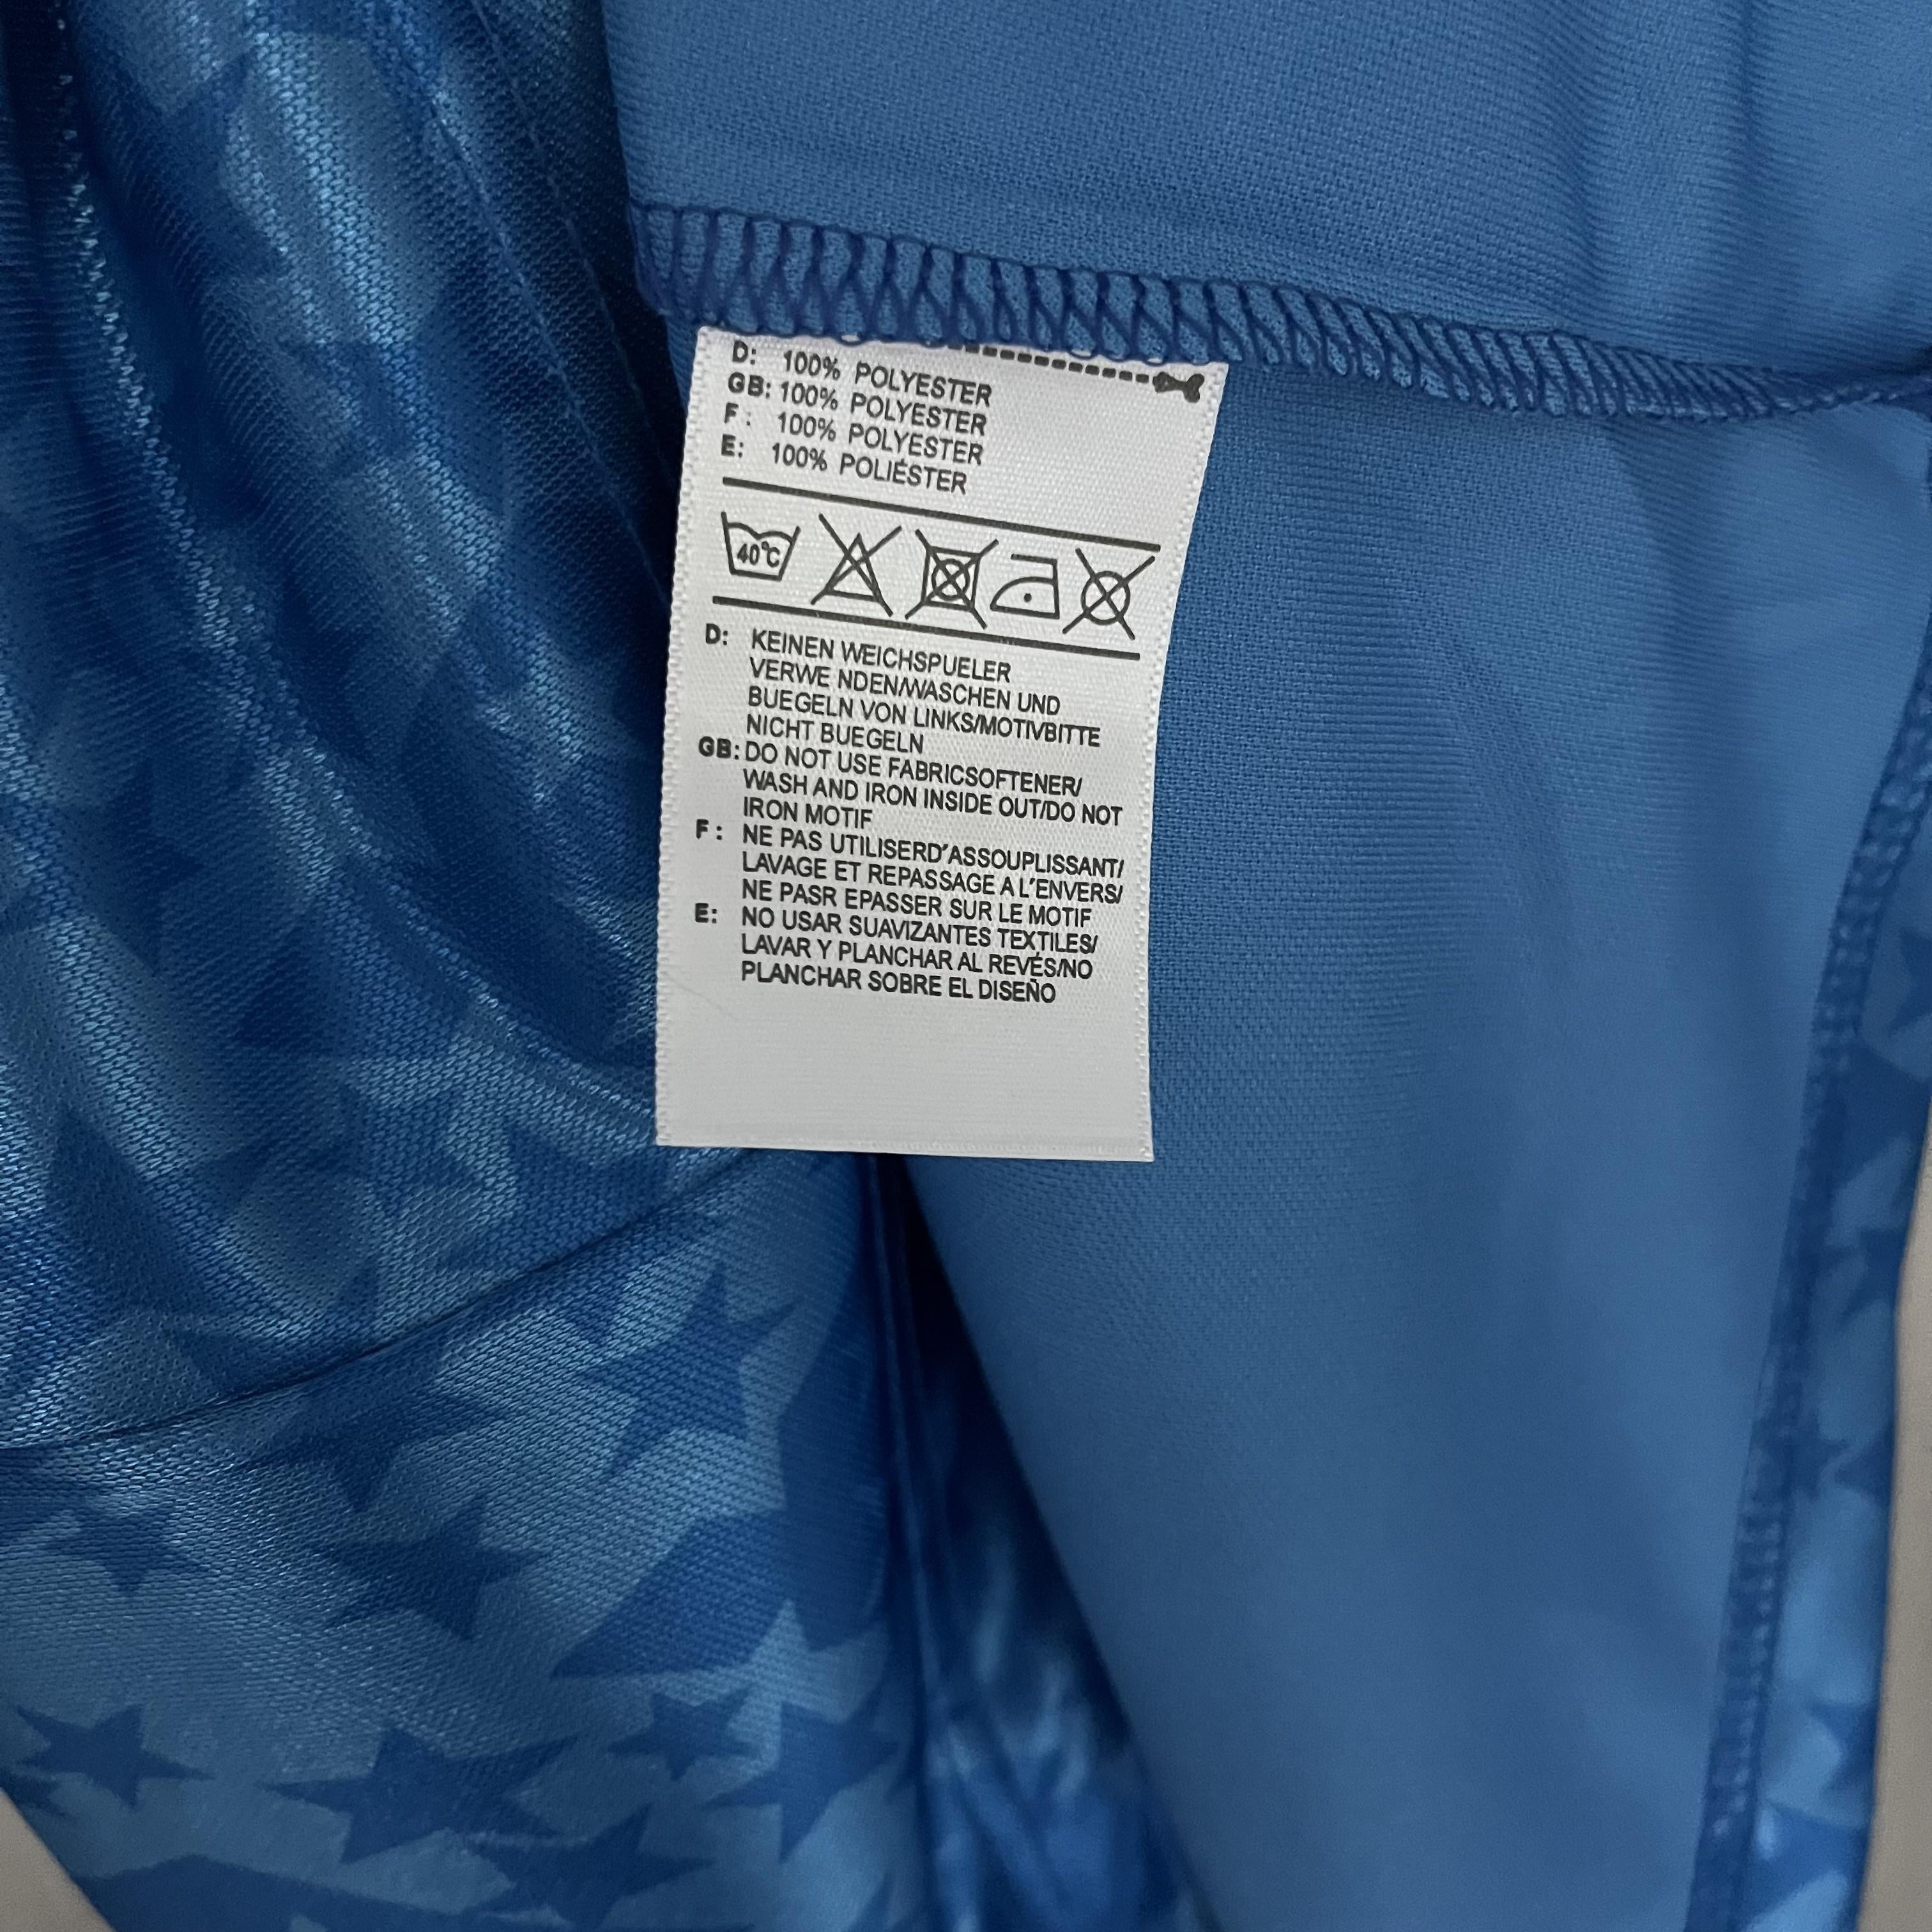 D: 100% POLYESTER
GB: 100% POLYESTER
F: 100% POLYESTER
E: 100% POLIÉSTER
40°C
D: KEINEN WEICHSPUELER
VERWE NDEN/WASCHEN UND
BUEGELN VON LINKS/MOTIVBITTE
NICHT BUEGELN
GB: DO NOT USE FABRICSOFTENER/
WASH AND IRON INSIDE OUT/DO NOT
IRON MOTIF
F: NE PAS UTILISERD'ASSOUPLISSANT/
LAVAGE ET REPASSAGE A L'ENVERS/
NE PASR EPASSER SUR LE MOTIF
E: NO USAR SUAVIZANTES TEXTILES/
LAVAR Y PLANCHAR AL REVÉS/NO
PLANCHAR SOBRE EL DISEÑO